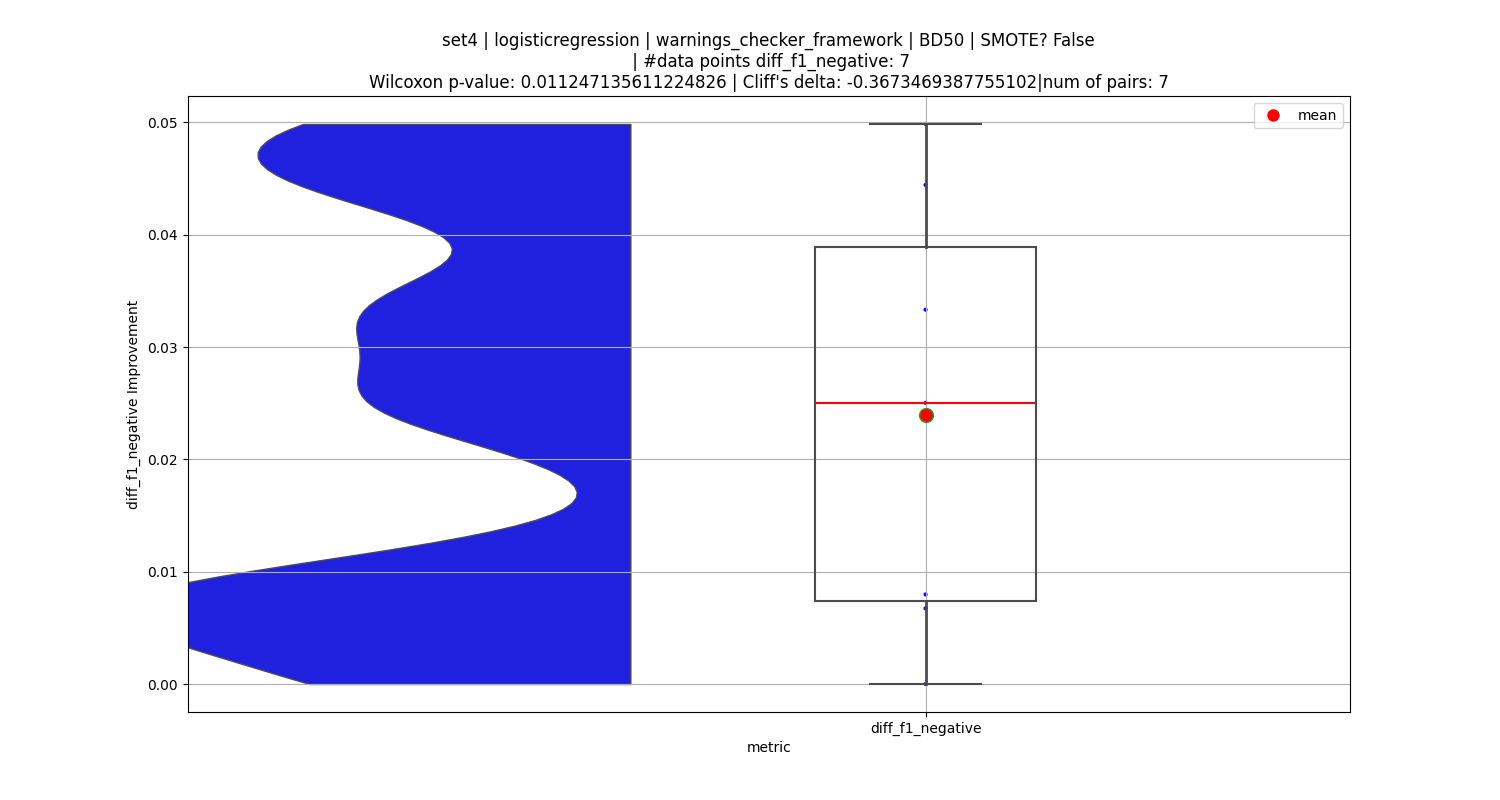 set4 | logisticregression | warnings_checker_framework | BD50 | SMOTE? False
| #data points diff_f1_negative: 7
Wilcoxon p-value: 0.011247135611224826 | Cliff's delta: -0.3673469387755102|num of pairs: 7
mean
0.05
0.04
0.03
0.02
0.01
0.00
diff_f1_negative Improvement
diff_f1_negative
metric